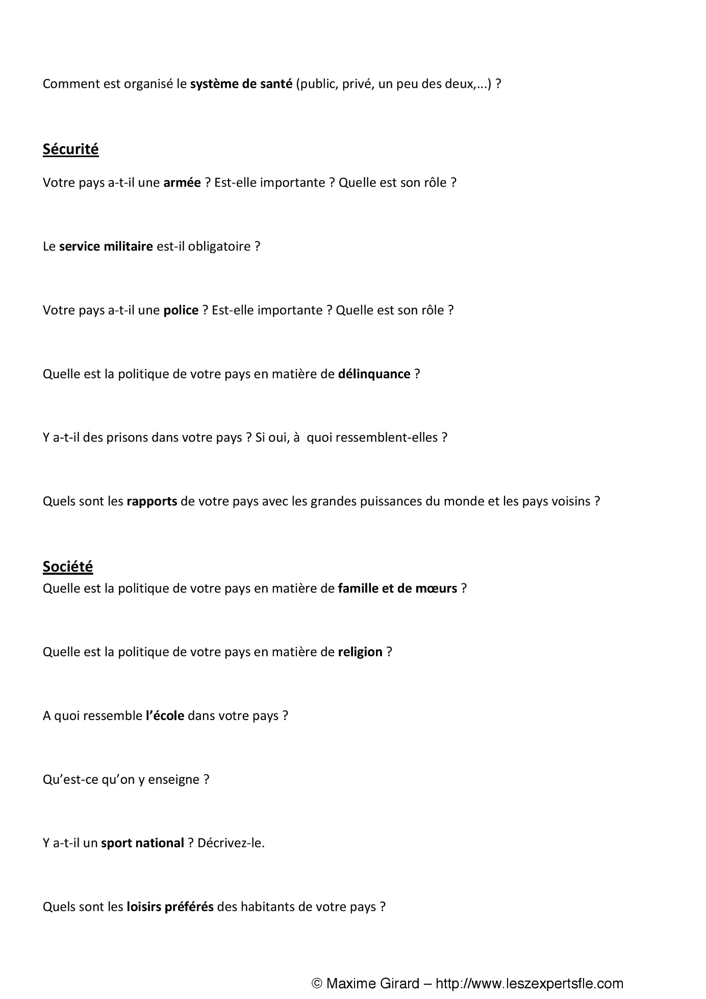 Comment est organisé le système de santé (public, privé, un peu des deux,...) ?
Sécurité
Votre pays a-t-il une armée ? Est-elle importante ? Quelle est son rôle ?
Le service militaire est-il obligatoire ?
Votre pays a-t-il une police ? Est-elle importante ? Quelle est son rôle ?
Quelle est la politique de votre pays en matière de délinquance ?
Y a-t-il des prisons dans votre pays ? Si oui, à  quoi ressemblent-elles ?
Quels sont les rapports de votre pays avec les grandes puissances du monde et les pays voisins ?
Société
Quelle est la politique de votre pays en matière de famille et de mœurs ?
Quelle est la politique de votre pays en matière de religion ?
A quoi ressemble l’école dans votre pays ?
Qu’est-ce qu’on y enseigne ?
Y a-t-il un sport national ? Décrivez-le.
Quels sont les loisirs préférés des habitants de votre pays ?
© Maxime Girard – http://www.leszexpertsfle.com